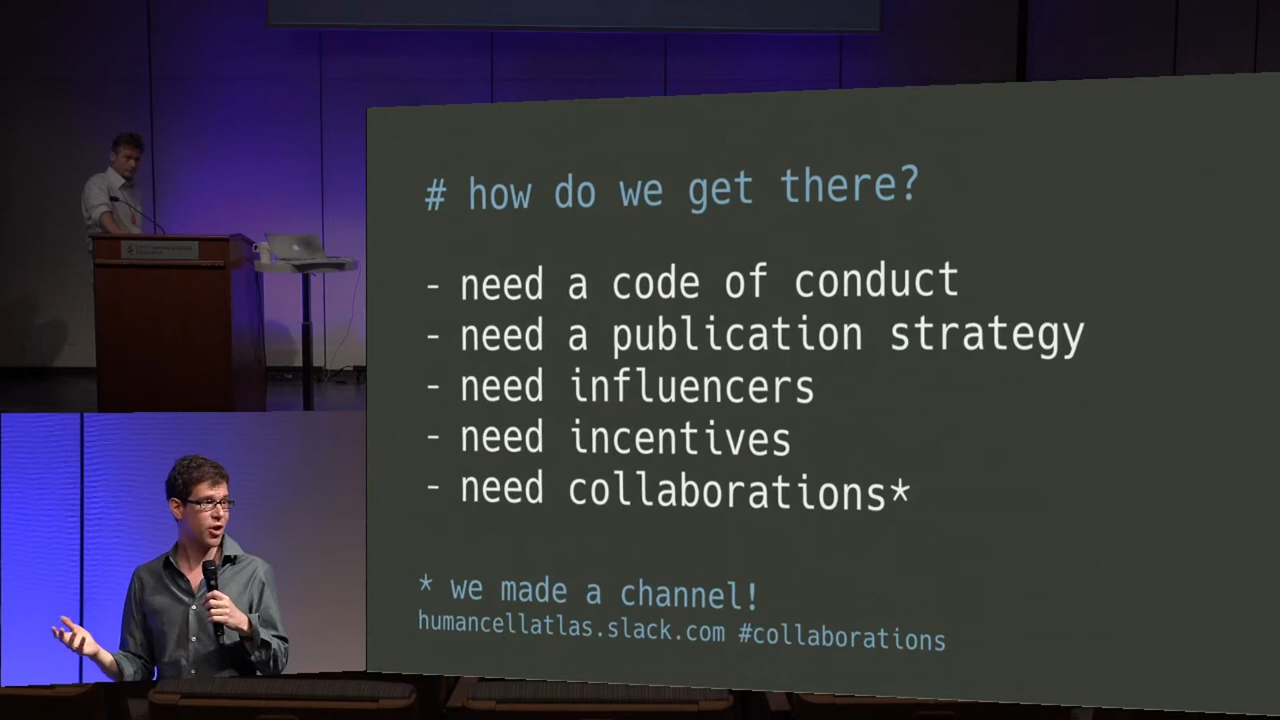 # how do we get there?
- need a code of conduct
- need a publication strategy
- need influencers
- need incentives
- need collaborations*
* we made a channel!
humancellatlas.slack.com #collaborations